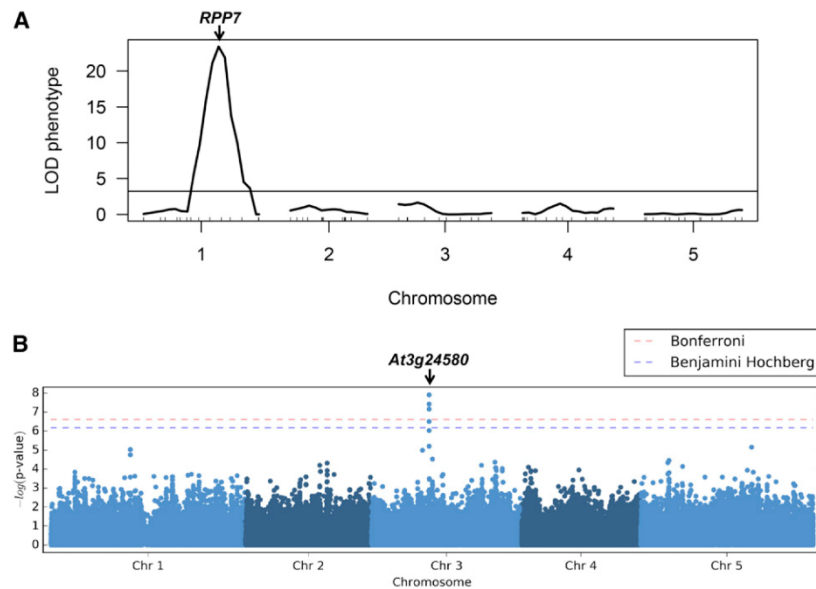 A
RPP7
LOD phenotype
20
15
10
5
0
1 2 3 4 5
Chromosome
Bonferroni
Benjamini Hochberg
B
At3g24580
−log(p-value)
8
7
6
5
4
3
2
1
0
Chr 1 Chr 2 Chr 3 Chr 4 Chr 5
Chromosome